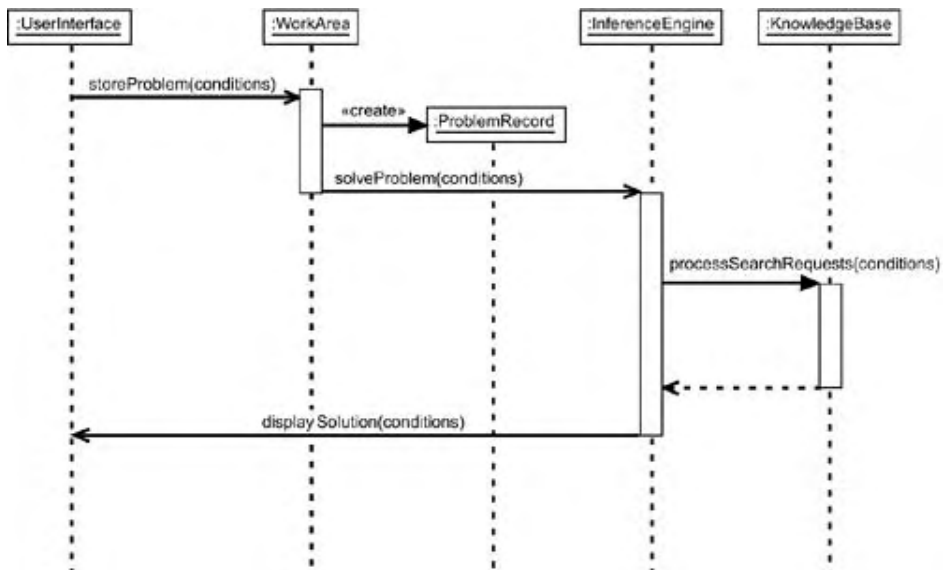 :UserInterface
:WorkArea
:InferenceEngine
:KnowledgeBase
storeProblem(conditions)
«create»
:ProblemRecord
solveProblem(conditions)
processSearchRequests(conditions)
display Solution(conditions)